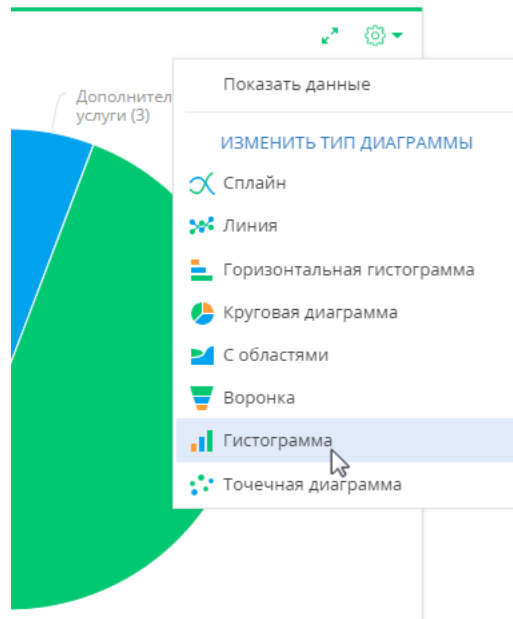 Показать данные
Дополнител
услуги (3)
ИЗМЕНИТЬ ТИП ДИАГРАММЫ
Сплайн
Линия
Горизонтальная гистограмма
Круговая диаграмма
С областями
Воронка
Гистограмма
Точечная диаграмма